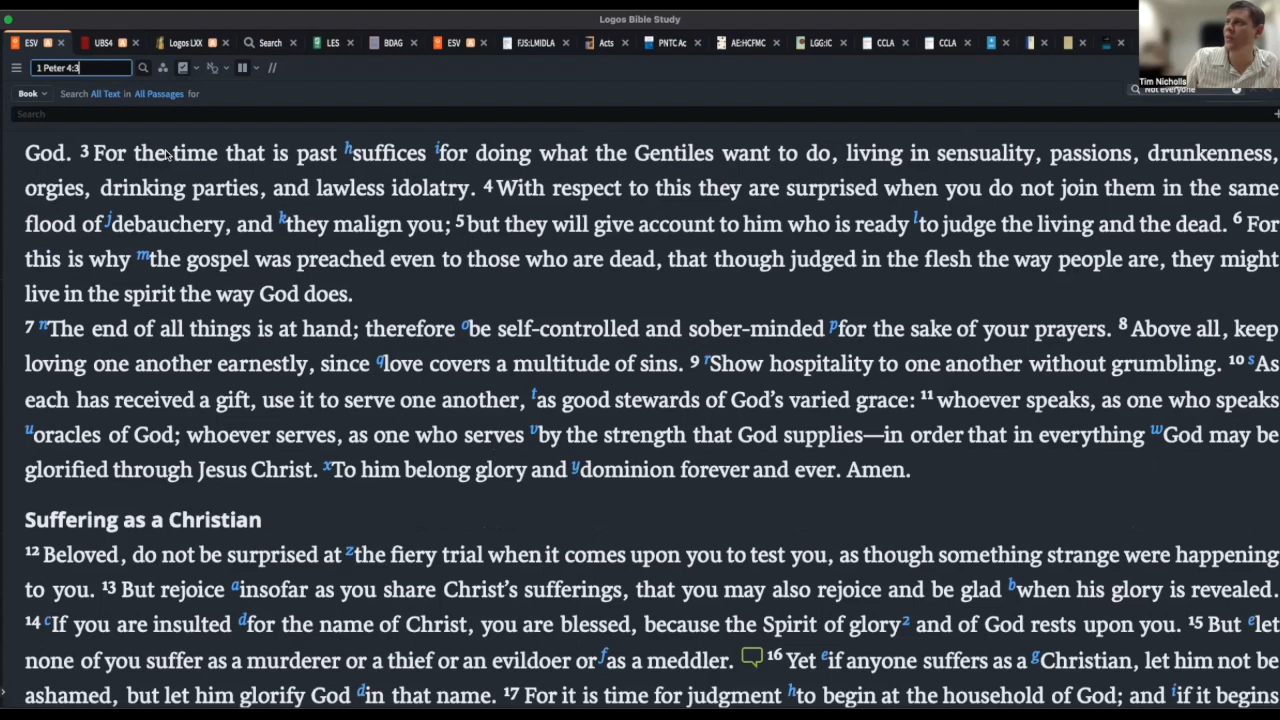 Logos Bible Study
ESV A × UBS4 A × Logos LXX A × Search × LES × BDAG × ESV A × FJS:LMIDLA × Acts × PNTC Ac × AE:HCFMC × LGG:IC × CCLA × CCLA × A × × × ×
1 Peter 4:3
Book Search All Text in All Passages for
Not everyone
Tim Nicholls
Search
God. 3 For the time that is past h suffices i for doing what the Gentiles want to do, living in sensuality, passions, drunkenness,
orgies, drinking parties, and lawless idolatry. 4 With respect to this they are surprised when you do not join them in the same
flood of j debauchery, and k they malign you; 5 but they will give account to him who is ready l to judge the living and the dead. 6 For
this is why m the gospel was preached even to those who are dead, that though judged in the flesh the way people are, they might
live in the spirit the way God does.
7 n The end of all things is at hand; therefore o be self-controlled and sober-minded p for the sake of your prayers. 8 Above all, keep
loving one another earnestly, since q love covers a multitude of sins. 9 r Show hospitality to one another without grumbling. 10 s As
each has received a gift, use it to serve one another, t as good stewards of God's varied grace: 11 whoever speaks, as one who speaks
u oracles of God; whoever serves, as one who serves v by the strength that God supplies—in order that in everything w God may be
glorified through Jesus Christ. x To him belong glory and y dominion forever and ever. Amen.
Suffering as a Christian
12 Beloved, do not be surprised at z the fiery trial when it comes upon you to test you, as though something strange were happening
to you. 13 But rejoice a insofar as you share Christ's sufferings, that you may also rejoice and be glad b when his glory is revealed.
14 c If you are insulted d for the name of Christ, you are blessed, because the Spirit of glory 2 and of God rests upon you. 15 But e let
none of you suffer as a murderer or a thief or an evildoer or f as a meddler. 16 Yet e if anyone suffers as a g Christian, let him not be
ashamed, but let him glorify God d in that name. 17 For it is time for judgment h to begin at the household of God; and i if it begins